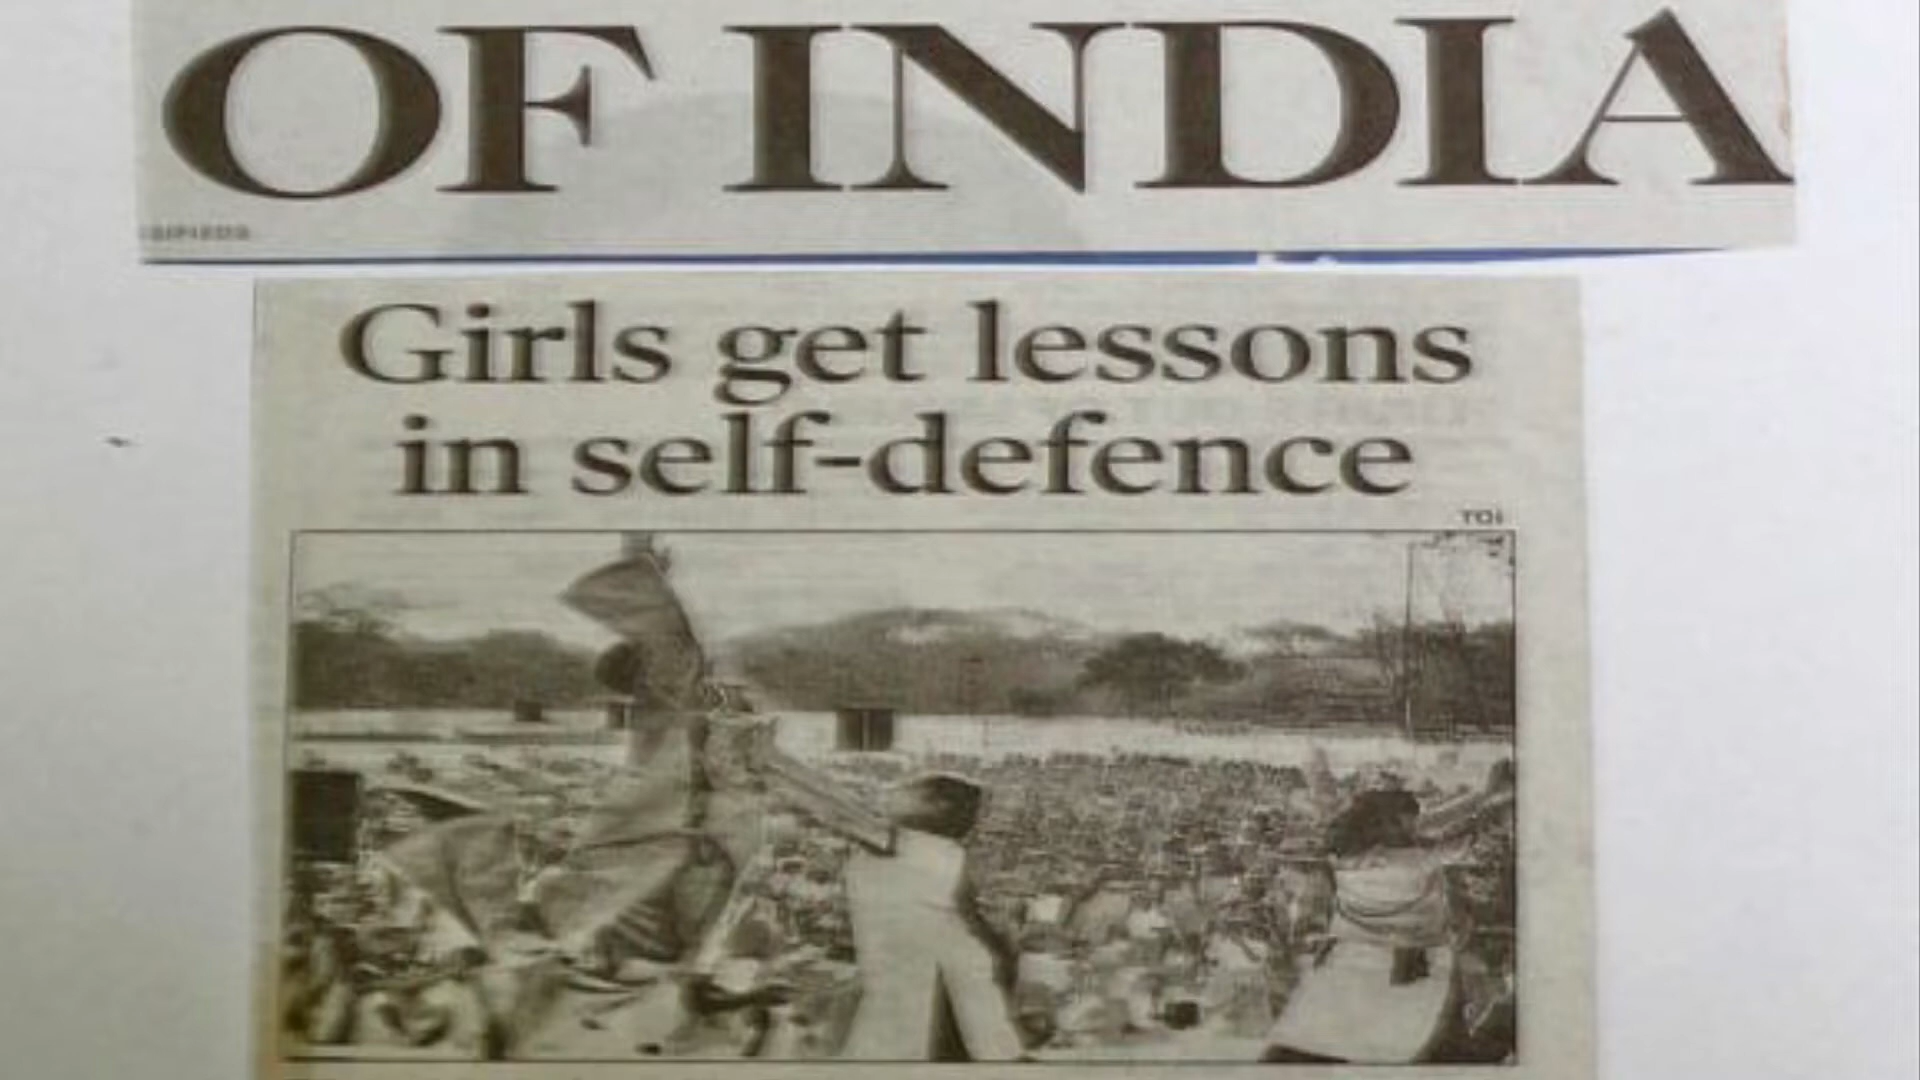 OF INDIA
Girls get lessons
in self-defence
TOI